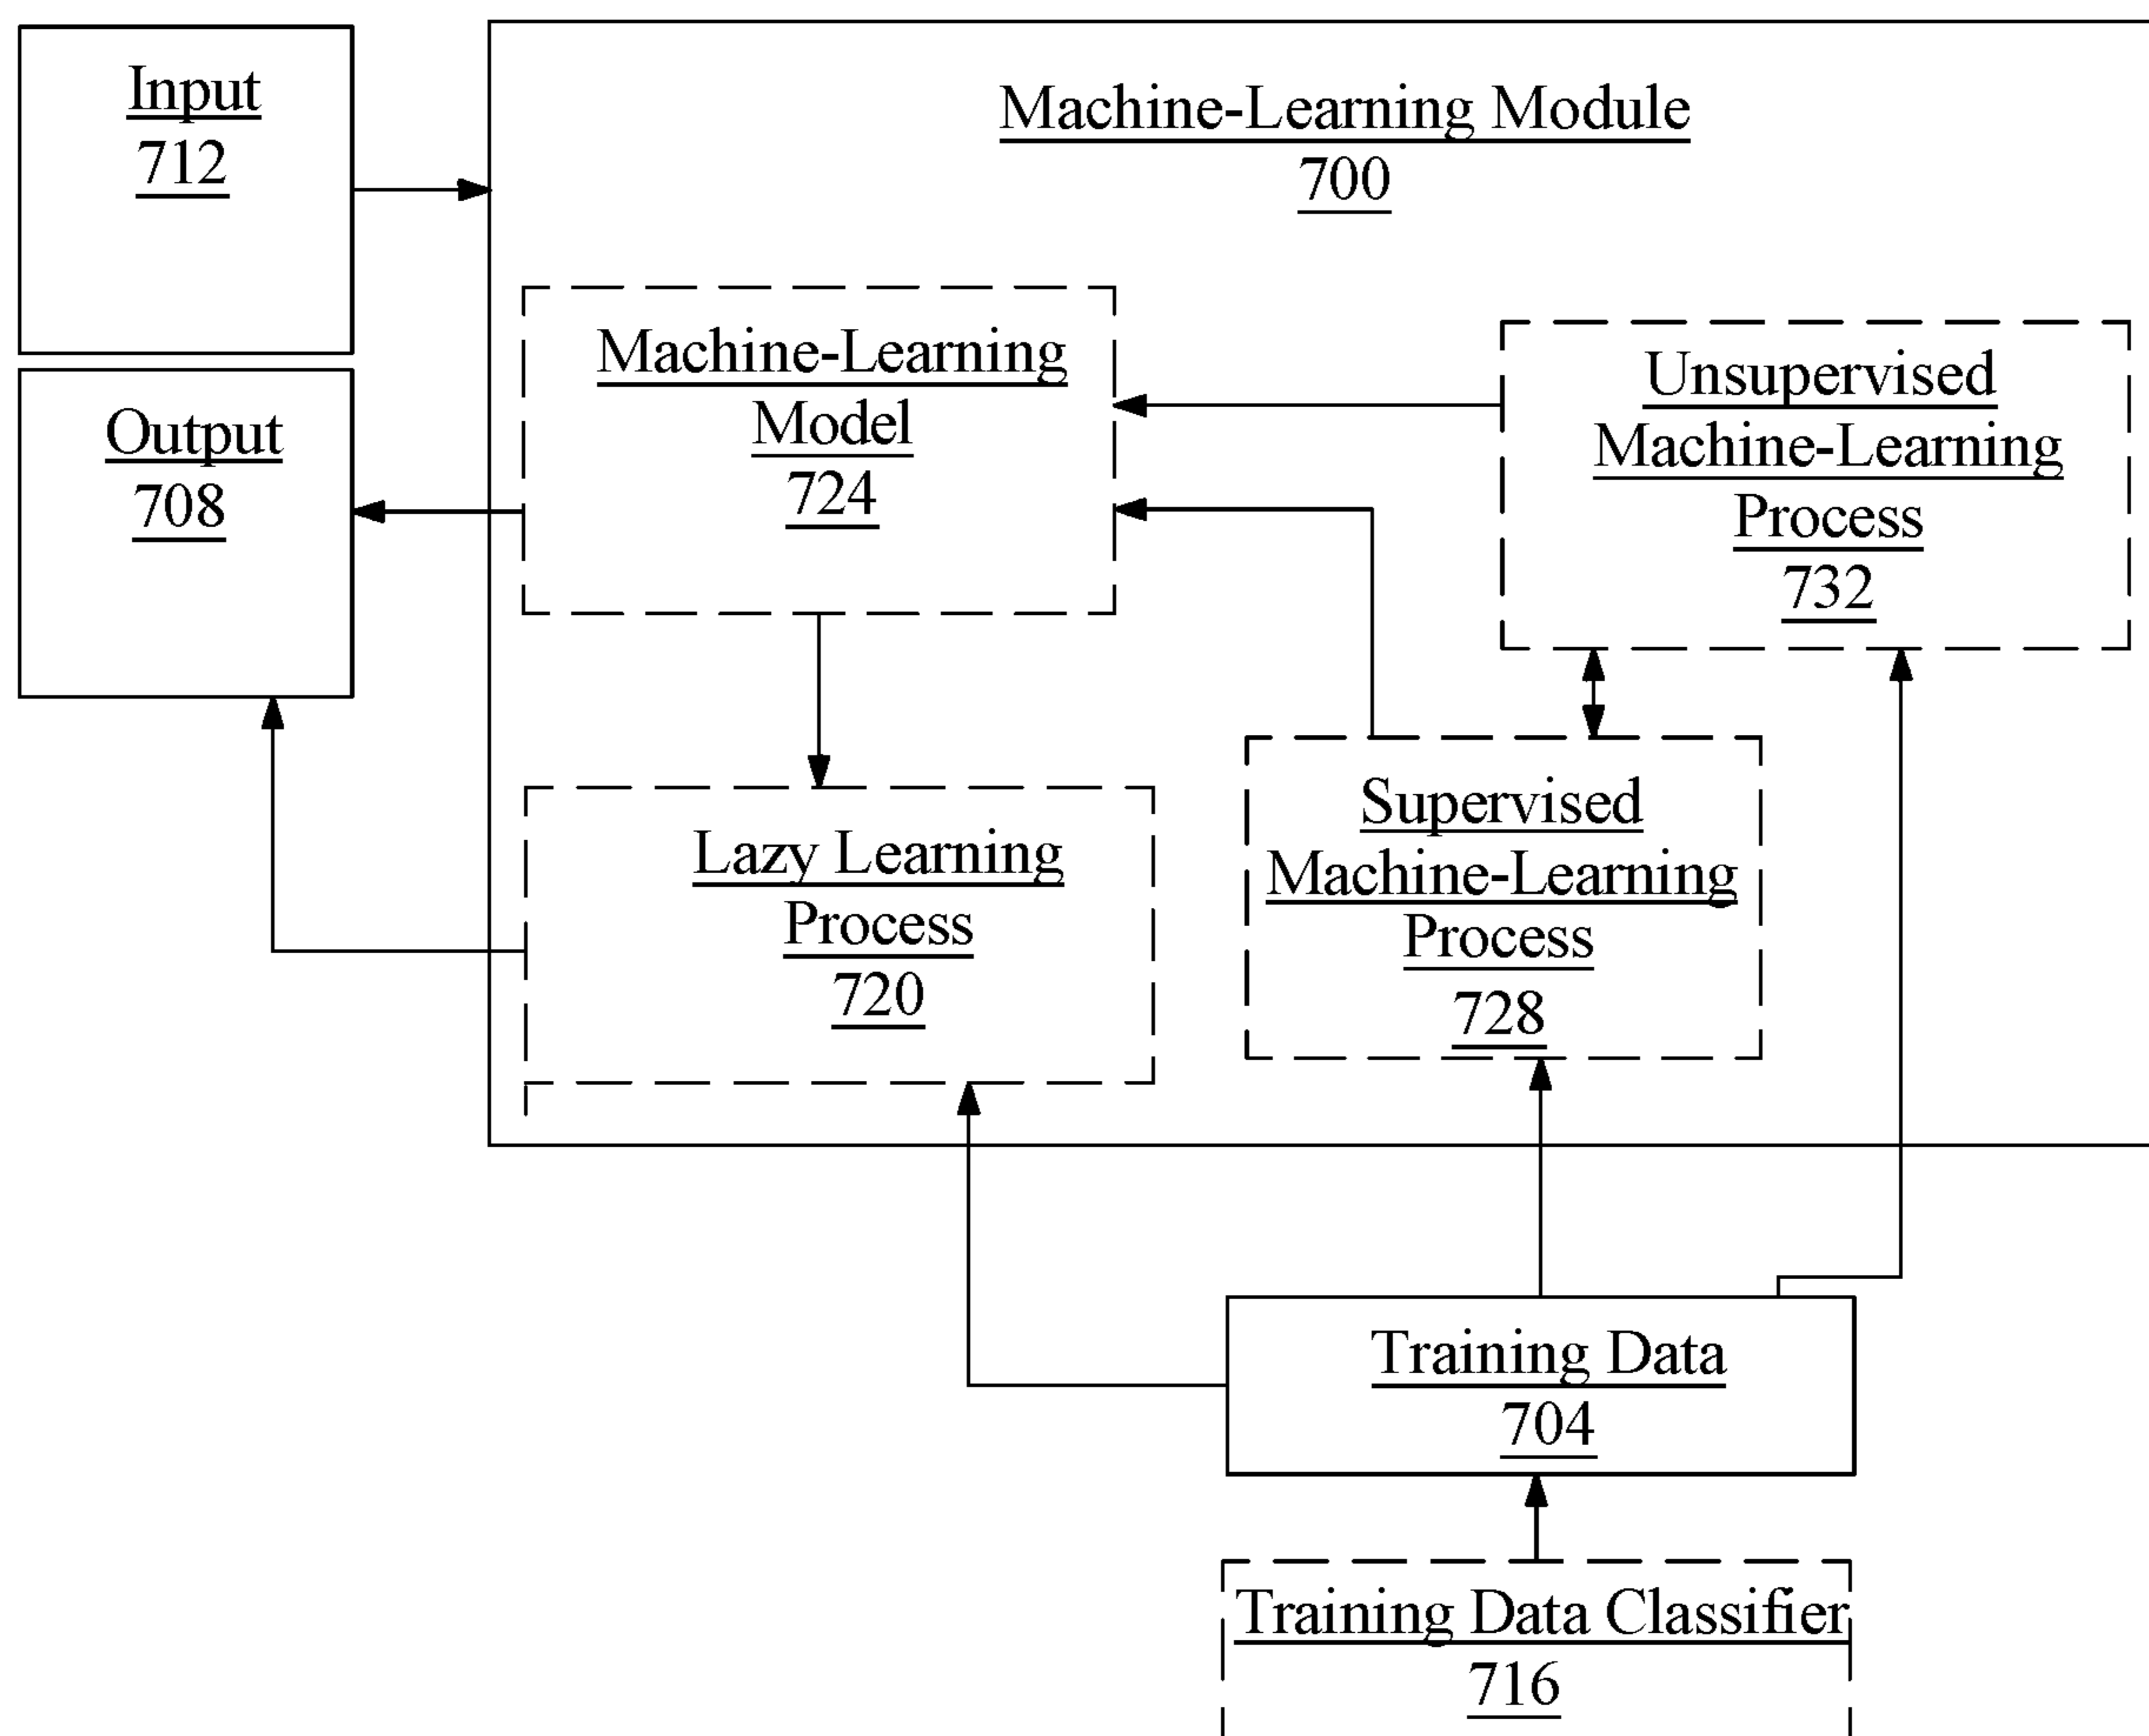 Input
712
Machine-Learning Module
700
Machine-Learning
Model
724
Unsupervised
Machine-Learning
Process
732
Output
708
Lazy Learning
Process
720
Supervised
Machine-Learning
Process
728
Training Data
704
Training Data Classifier
716